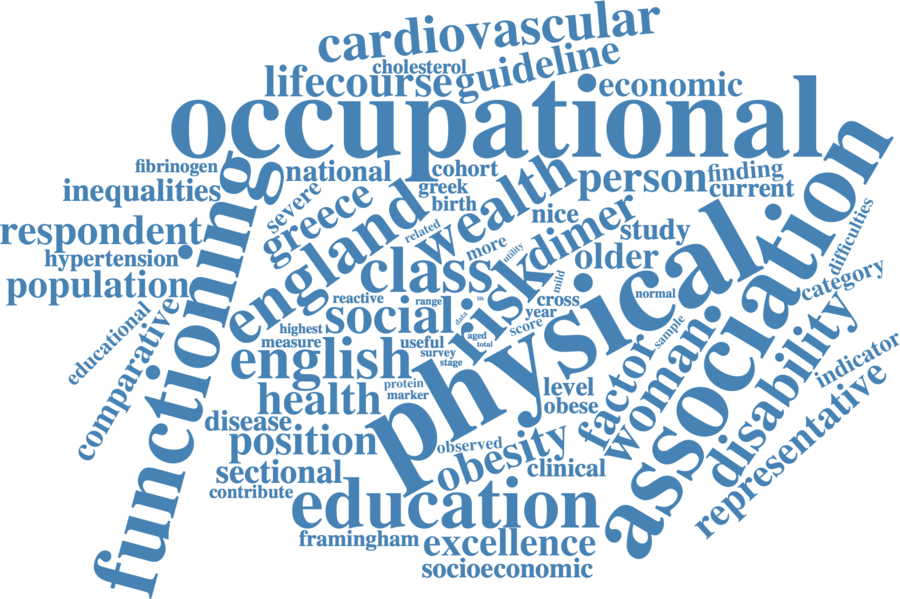 cardiovascular
cholesterol
lifecourse
guideline
economic
occupational
fibrinogen
national
cohort
finding
inequalities
severe
greek
person
current
birth
wealth
greece
england
nice
respondent
related
more
utility
dimer
study
difficulties
hypertension
class
older
population
risk
mild
normal
category
reactive
range
life
cross
physical
association
functioning
social
data
year
highest
measure
useful
aged
score
total
sample
educational
comparative
english
survey
stage
factor
woman
disability
indicator
health
protein
marker
level
obese
representative
disease
position
observed
obesity
clinical
sectional
contribute
education
framingham
excellence
socioeconomic